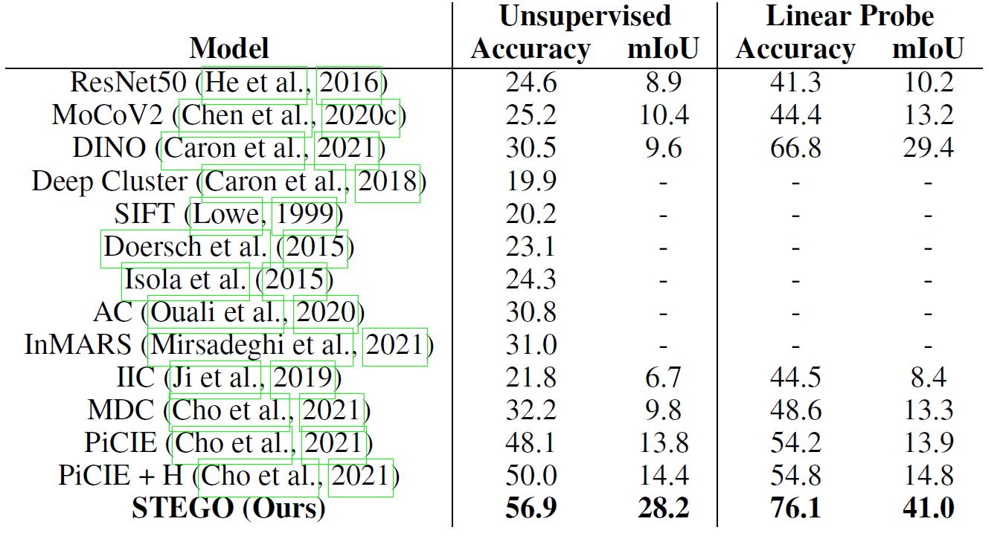 Unsupervised Linear Probe
Model Accuracy mIoU Accuracy mIoU
ResNet50 (He et al., 2016) 24.6 8.9 41.3 10.2
MoCoV2 (Chen et al., 2020c) 25.2 10.4 44.4 13.2
DINO (Caron et al., 2021) 30.5 9.6 66.8 29.4
Deep Cluster (Caron et al., 2018) 19.9 - - -
SIFT (Lowe, 1999) 20.2 - - -
Doersch et al. (2015) 23.1 - - -
Isola et al. (2015) 24.3 - - -
AC (Ouali et al., 2020) 30.8 - - -
InMARS (Mirsadeghi et al., 2021) 31.0 - - -
IIC (Ji et al., 2019) 21.8 6.7 44.5 8.4
MDC (Cho et al., 2021) 32.2 9.8 48.6 13.3
PiCIE (Cho et al., 2021) 48.1 13.8 54.2 13.9
PiCIE + H (Cho et al., 2021) 50.0 14.4 54.8 14.8
STEGO (Ours) 56.9 28.2 76.1 41.0